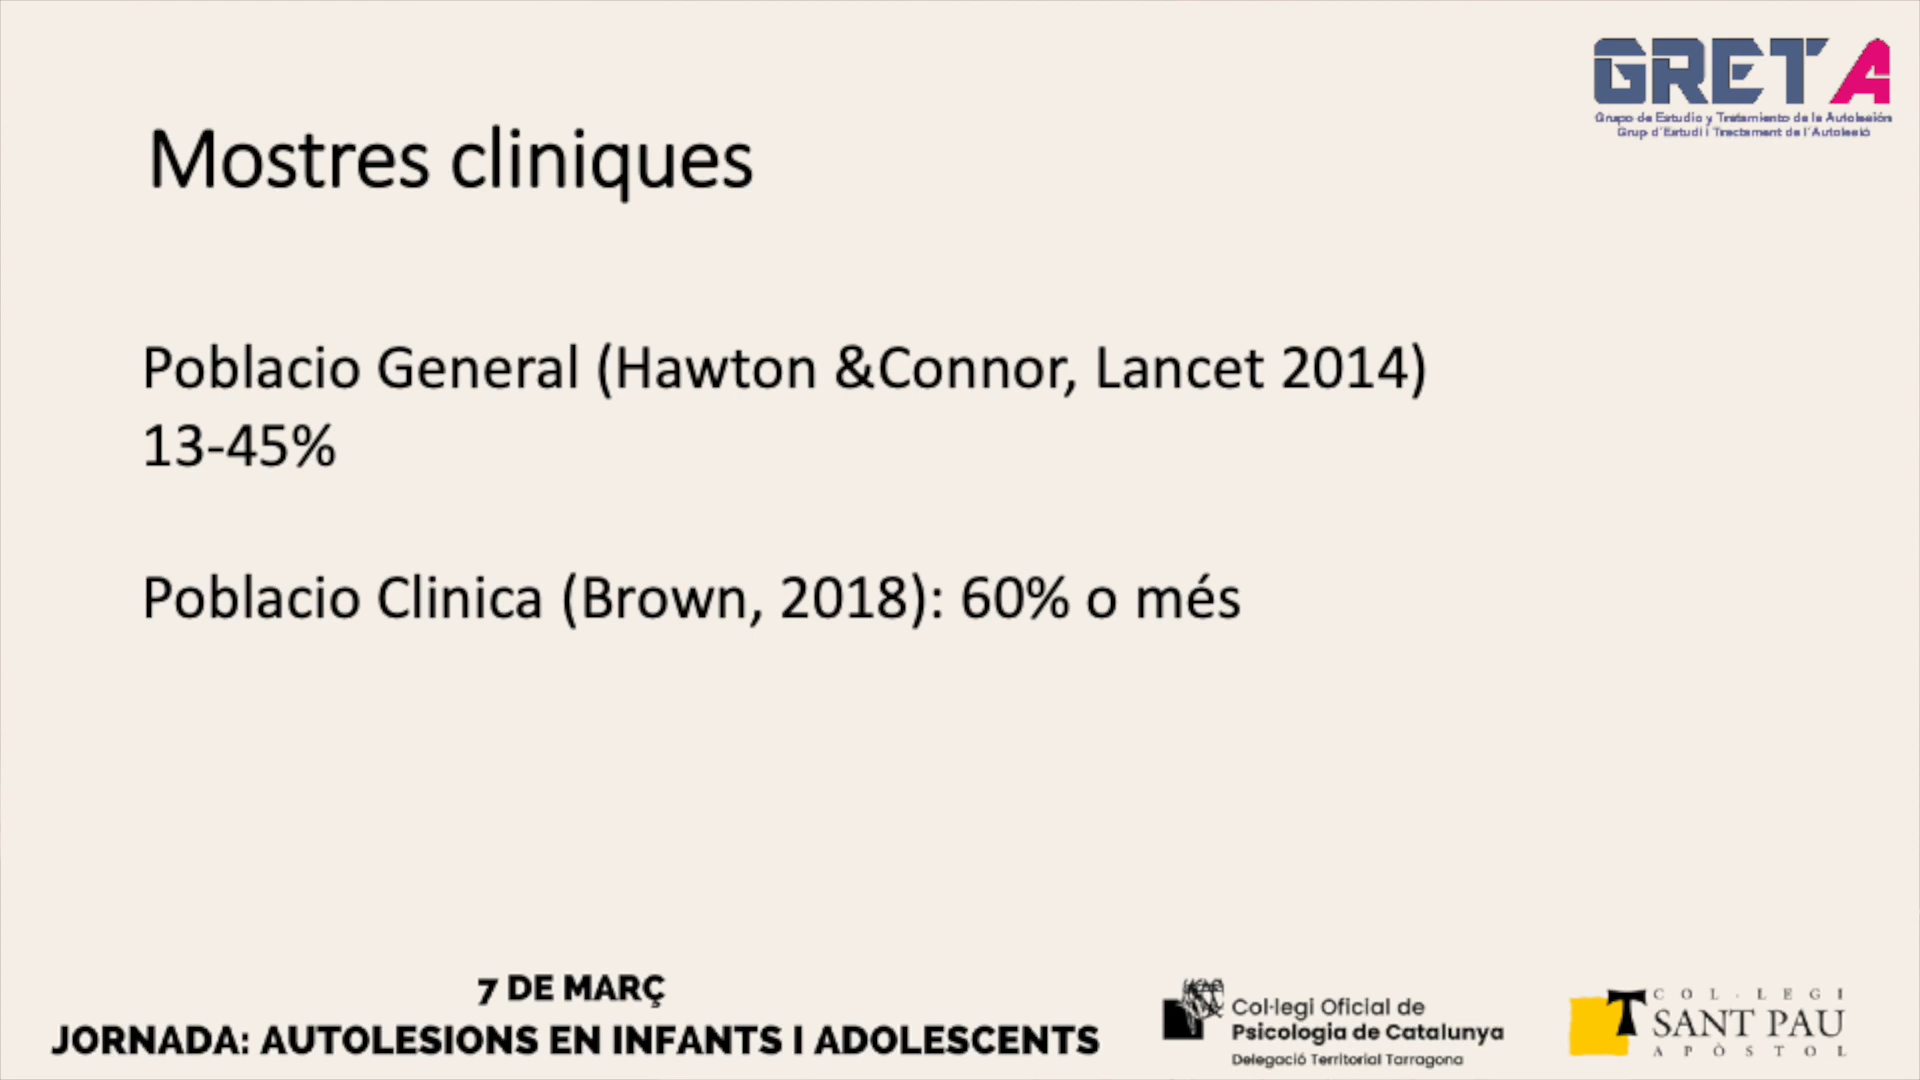 GRETA
Grupo de Estudio y Tratamiento de la Autolesión
Grup d'Estudi i Tractament de l'Autolesió
Mostres cliniques
Poblacio General (Hawton &Connor, Lancet 2014)
13-45%
Poblacio Clinica (Brown, 2018): 60% o més
7 DE MARÇ
JORNADA: AUTOLESIONS EN INFANTS I ADOLESCENTS
Col·legi Oficial de
Psicologia de Catalunya
Delegació Territorial Tarragona
COL·LEGI
SANT PAU
APÒSTOL